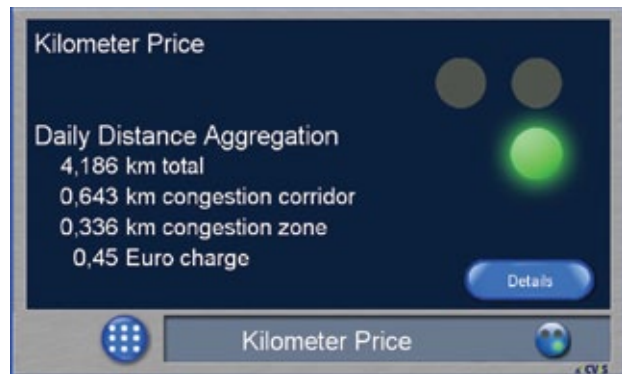 Kilometer Price
Daily Distance Aggregation
4,186 km total
0,643 km congestion corridor
0,336 km congestion zone
0,45 Euro charge
Details
Kilometer Price